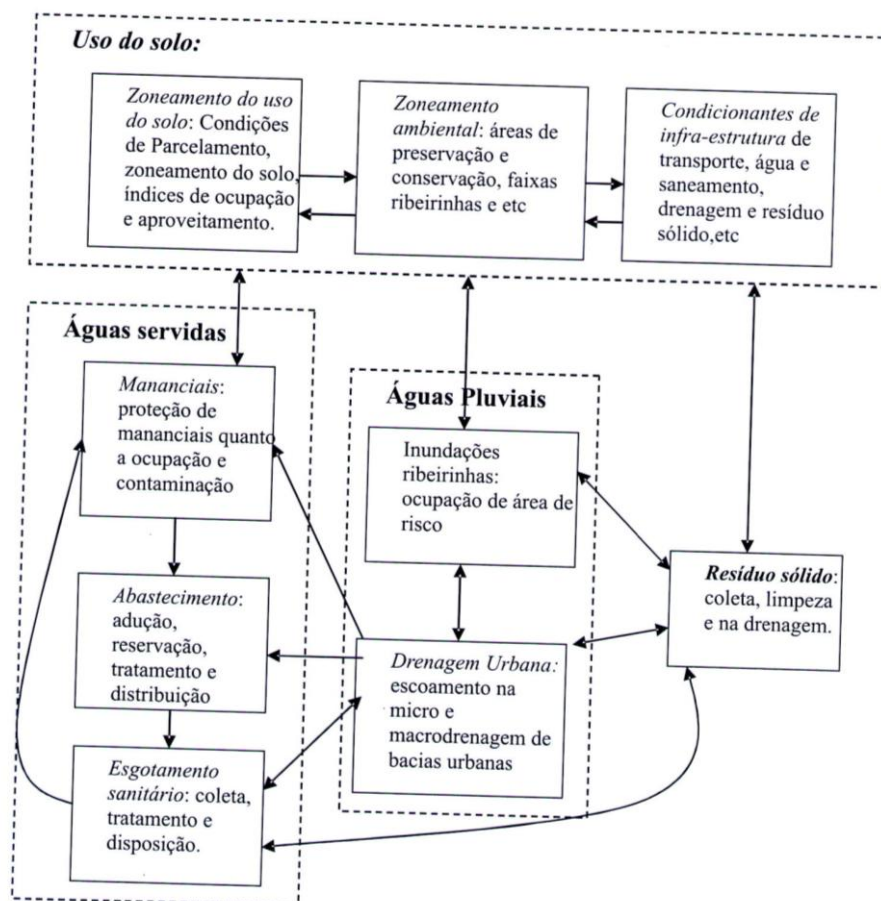 Uso do solo:
Zoneamento do uso
do solo: Condições
de Parcelamento,
zoneamento do solo,
índices de ocupação
e aproveitamento.
Zoneamento
ambiental: áreas de
preservação e
conservação, faixas
ribeirinhas e etc
Condicionantes de
infra-estrutura de
transporte, água e
saneamento,
drenagem e resíduo
sólido,etc
Águas servidas
Mananciais:
proteção de
mananciais quanto
a ocupação e
contaminação
Abastecimento:
adução,
reservação,
tratamento e
distribuição
Esgotamento
sanitário: coleta,
tratamento e
disposição.
Águas Pluviais
Inundações
ribeirinhas:
ocupação de área de
risco
Drenagem Urbana:
escoamento na
micro e
macrodrenagem de
bacias urbanas
Resíduo sólido:
coleta, limpeza
e na drenagem.